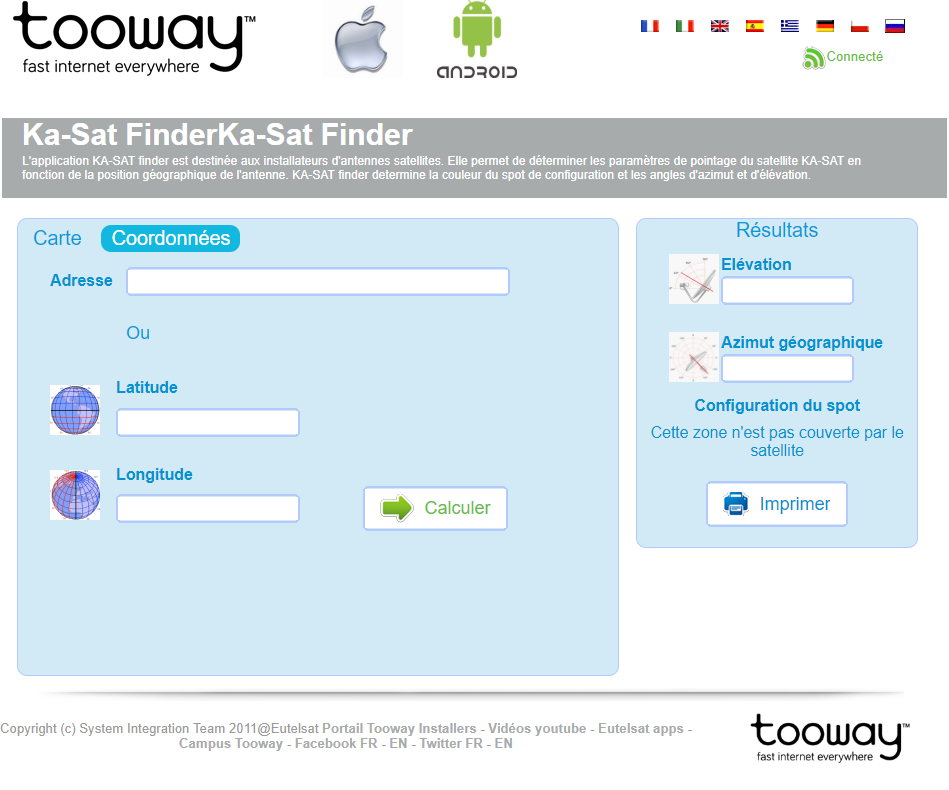 tooway™
fast internet everywhere
ANDROID
Connecté
Ka-Sat FinderKa-Sat Finder
L'application KA-SAT finder est destinée aux installateurs d'antennes satellites. Elle permet de déterminer les paramètres de pointage du satellite KA-SAT en
fonction de la position géographique de l'antenne. KA-SAT finder determine la couleur du spot de configuration et les angles d'azimut et d'élévation.
Carte
Coordonnées
Adresse
Ou
Latitude
Longitude
Calculer
Résultats
Elévation
Azimut géographique
Configuration du spot
Cette zone n'est pas couverte par le
satellite
Imprimer
Copyright (c) System Integration Team 2011@Eutelsat Portail Tooway Installers - Vidéos youtube - Eutelsat apps -
Campus Tooway - Facebook FR - EN - Twitter FR - EN
tooway™
fast internet everywhere